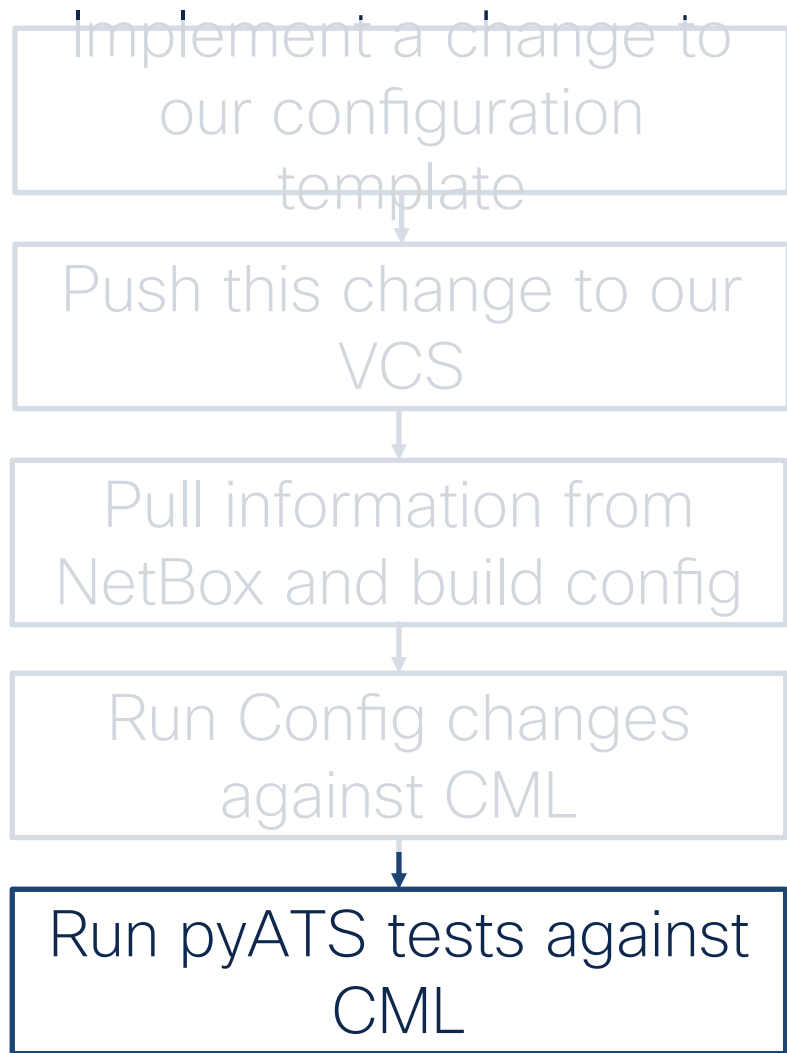 Implement a change to
our configuration
template
Push this change to our
VCS
Pull information from
NetBox and build config
Run Config changes
against CML
Run pyATS tests against
CML